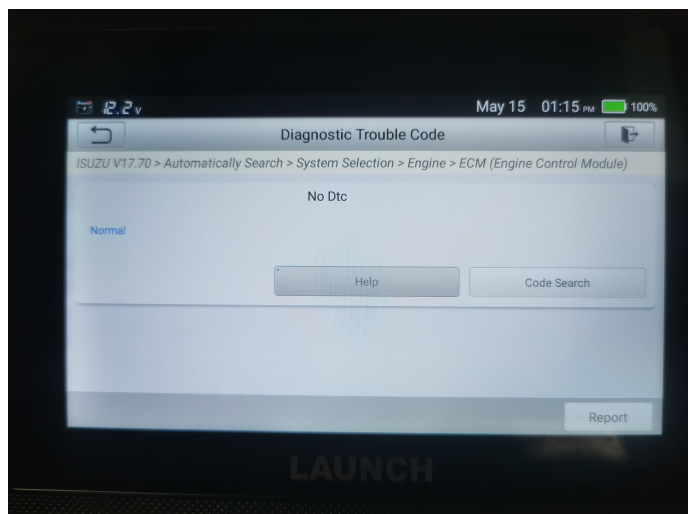 12.2 v May 15 01:15 PM 100%
Diagnostic Trouble Code
ISUZU V17.70 > Automatically Search > System Selection > Engine > ECM (Engine Control Module)
No Dtc
Normal
Help Code Search
Report
LAUNCH